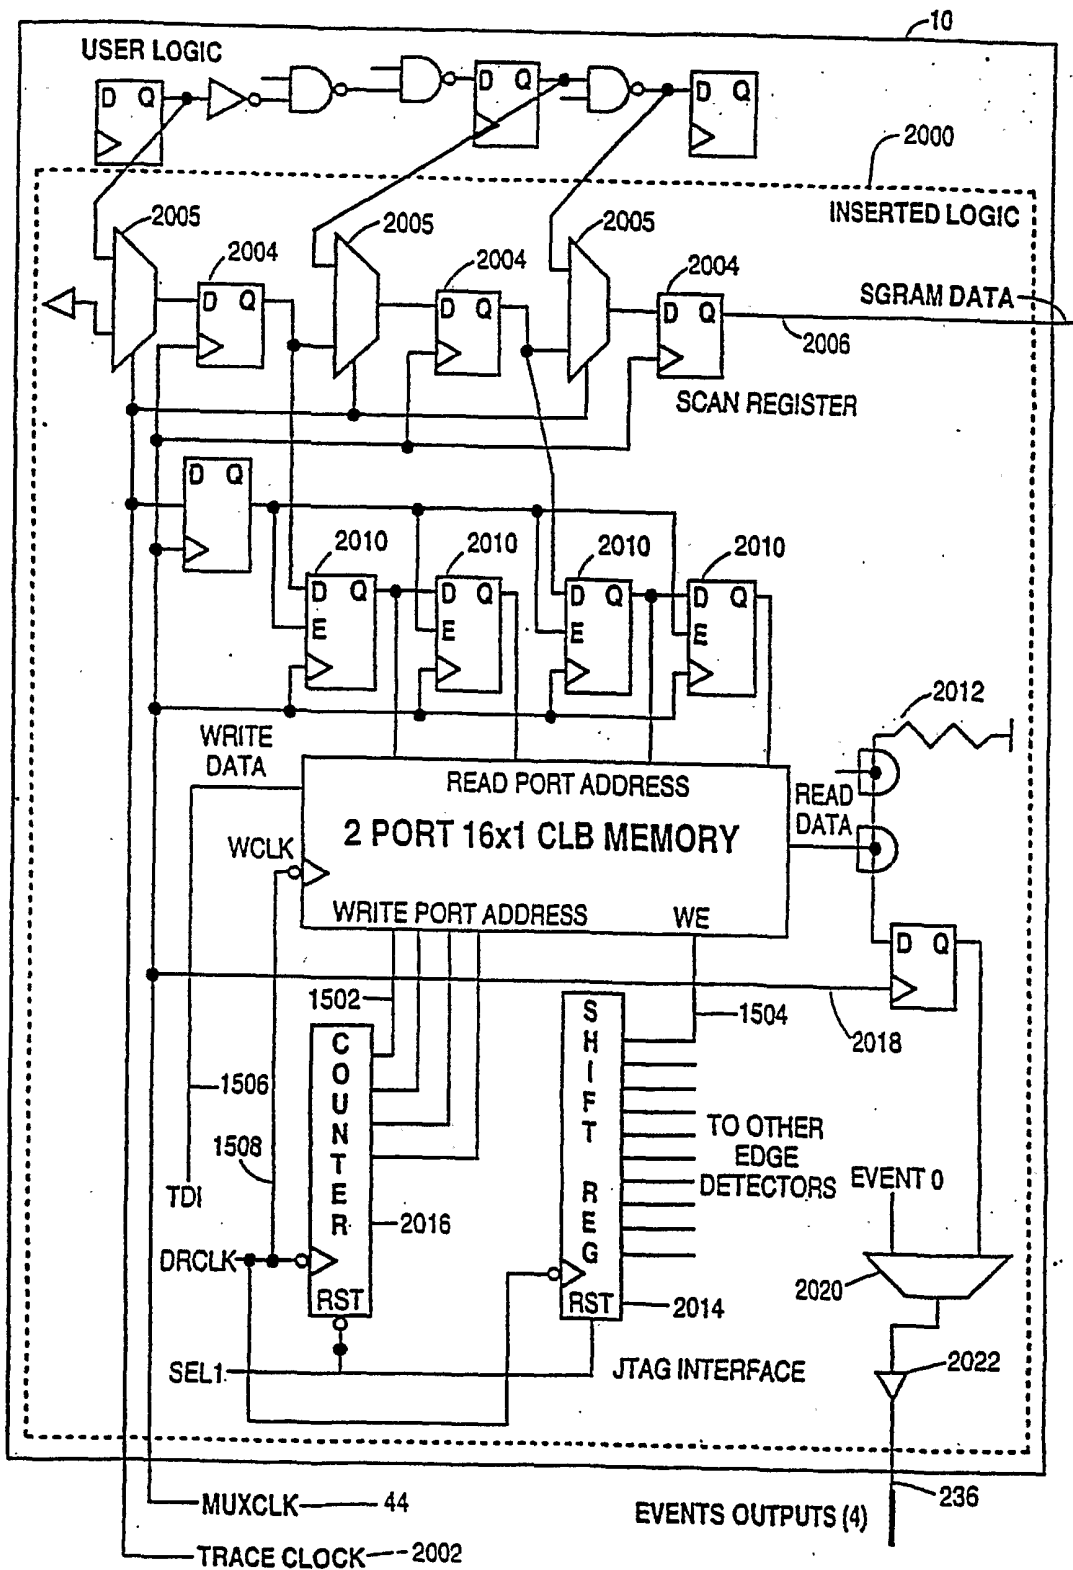 10
USER LOGIC
D Q
D Q
D Q
2000
INSERTED LOGIC
2005
2005
2005
2004
2004
2004
D Q
D Q
D Q
SGRAM DATA
2006
SCAN REGISTER
D Q
2010
2010
2010
2010
D Q
D Q
D Q
D Q
E
E
E
E
2012
WRITE
DATA
READ PORT ADDRESS
READ
DATA
2 PORT 16x1 CLB MEMORY
WCLK
WRITE PORT ADDRESS
WE
D Q
1502
1504
2018
COUNTER
SHIFT REG
1506
1508
TO OTHER
EDGE
DETECTORS
EVENT 0
TDI
2016
DRCLK
2020
RST
RST
2014
SEL1
JTAG INTERFACE
2022
MUXCLK
44
EVENTS OUTPUTS (4)
236
TRACE CLOCK
2002